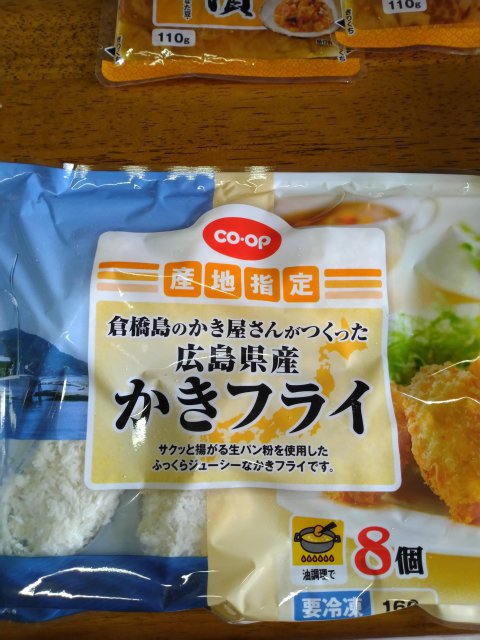 110g
110g
CO·OP
産地指定
倉橋島のかき屋さんがつくった
広島県産
かきフライ
サクッと揚がる生パン粉を使用した
ふっくらジューシーなかきフライです。
油調理で
8個
要冷凍